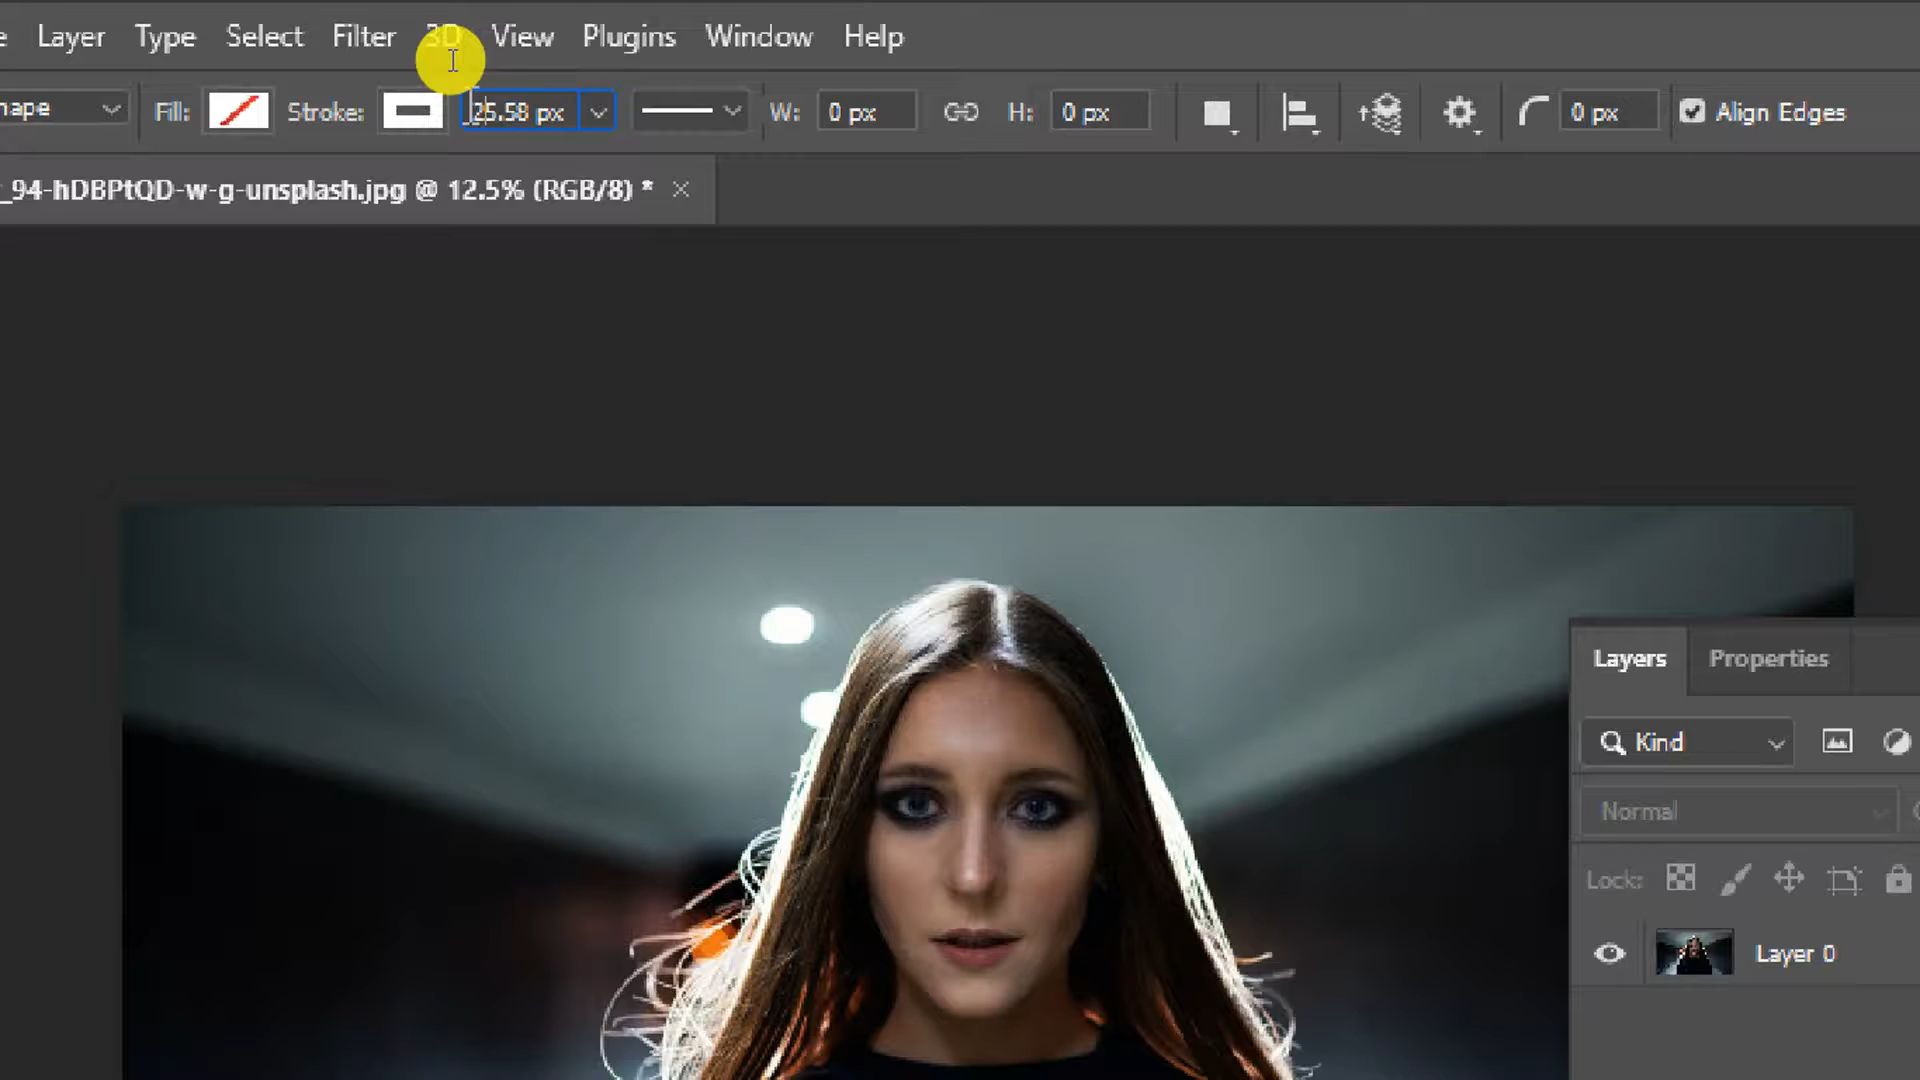 Layer Type Select Filter 3D View Plugins Window Help
hape Fill: Stroke: 25.58 px W: 0 px H: 0 px 0 px Align Edges
_94-hDBPtQD-w-g-unsplash.jpg @ 12.5% (RGB/8) * ×
Layers Properties
Kind
Normal
Lock:
Layer 0